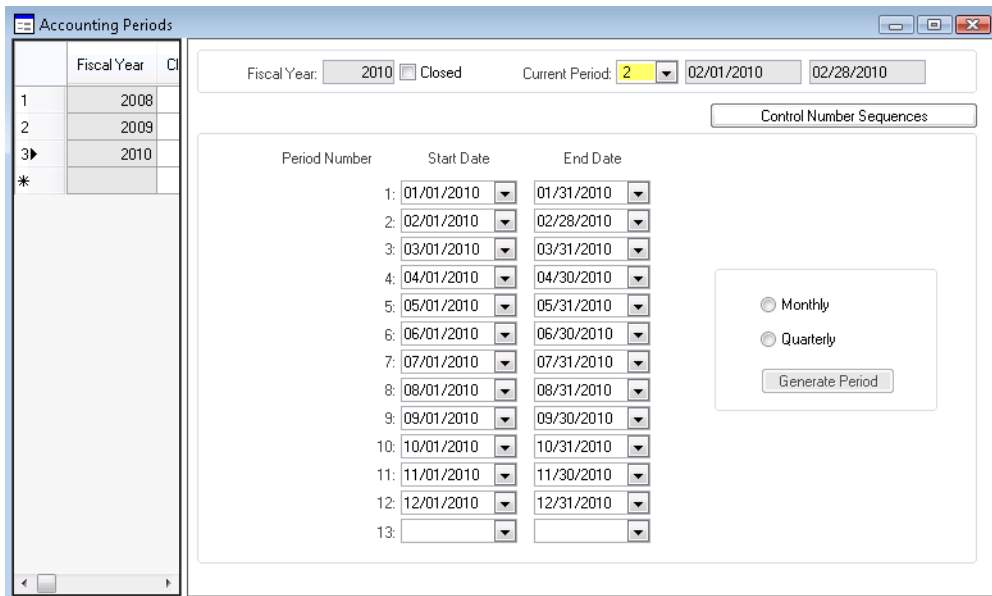 Accounting Periods
Fiscal Year Cl
1 2008
2 2009
3 2010
*
Fiscal Year: 2010 Closed Current Period: 2 02/01/2010 02/28/2010
Control Number Sequences
Period Number Start Date End Date
1: 01/01/2010 01/31/2010
2: 02/01/2010 02/28/2010
3: 03/01/2010 03/31/2010
4: 04/01/2010 04/30/2010
5: 05/01/2010 05/31/2010
6: 06/01/2010 06/30/2010
7: 07/01/2010 07/31/2010
8: 08/01/2010 08/31/2010
9: 09/01/2010 09/30/2010
10: 10/01/2010 10/31/2010
11: 11/01/2010 11/30/2010
12: 12/01/2010 12/31/2010
13:
Monthly
Quarterly
Generate Period